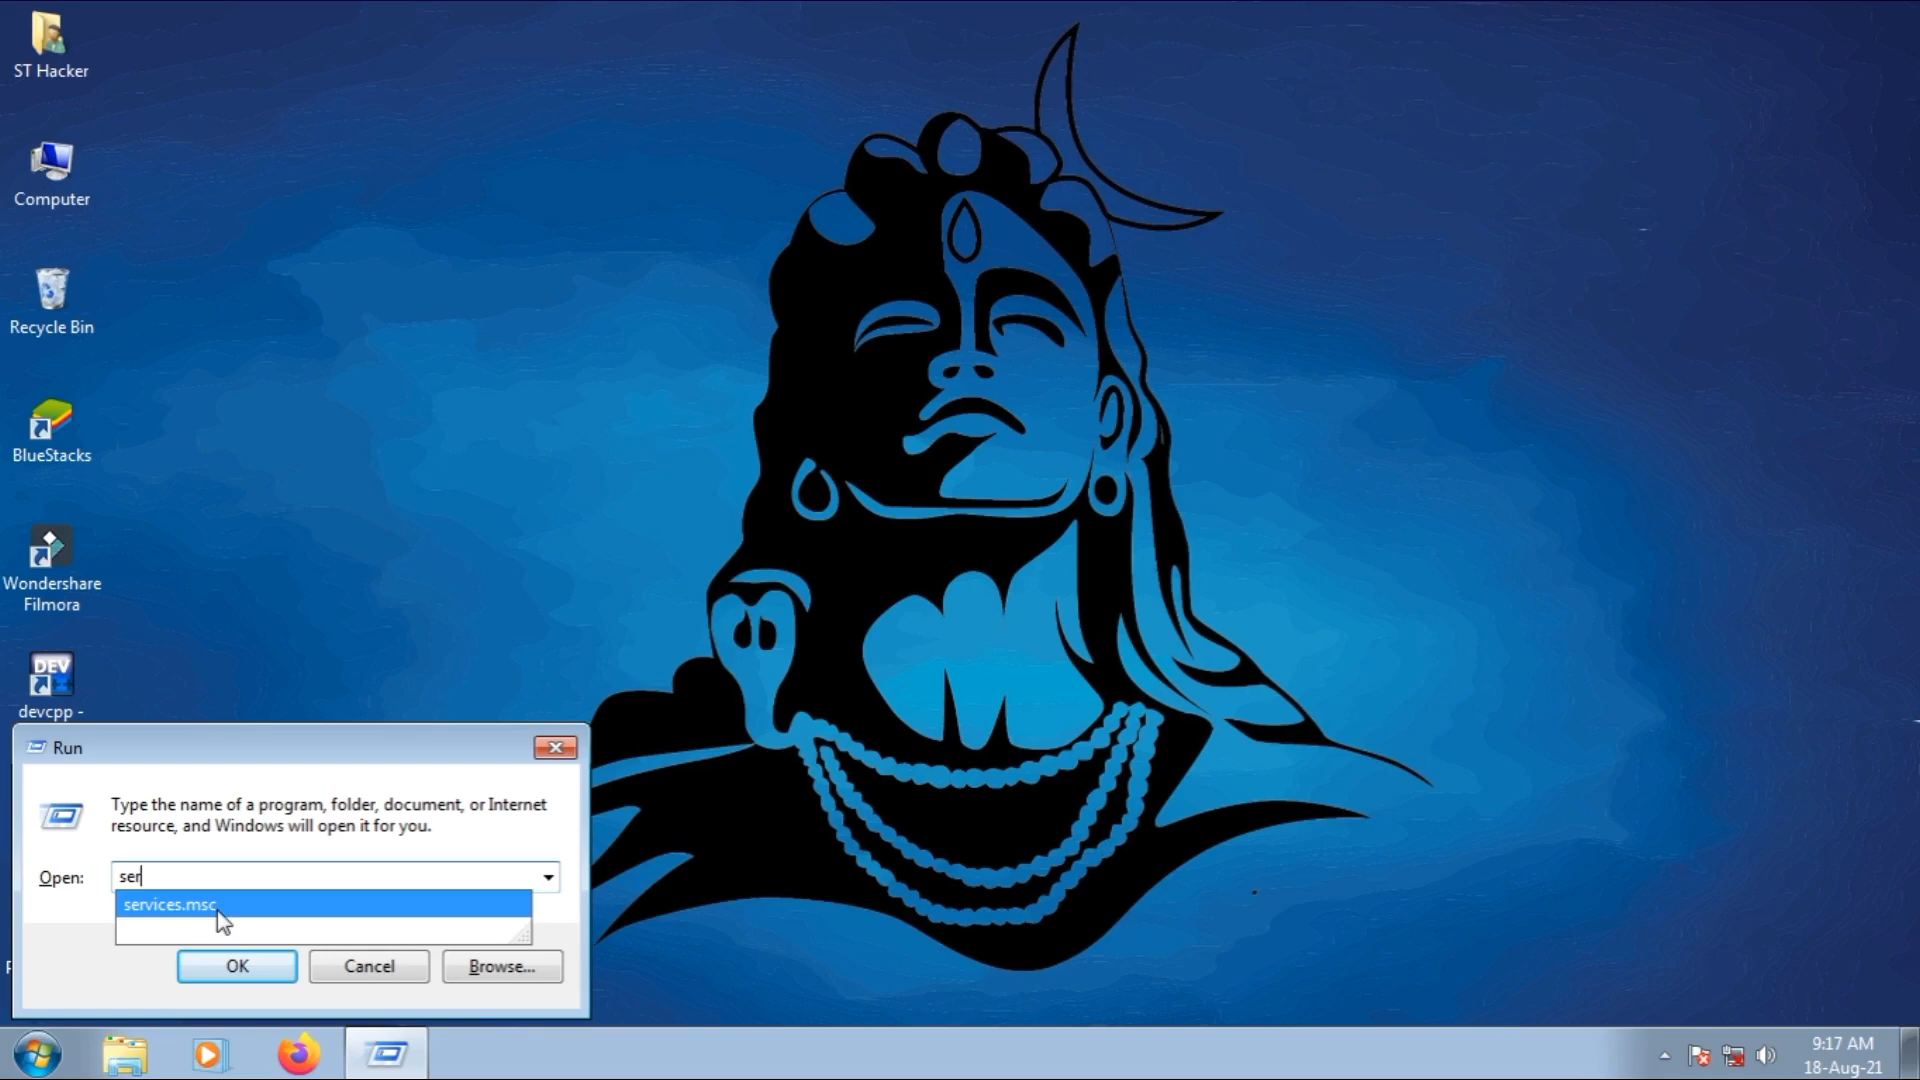 ST Hacker
Computer
Recycle Bin
BlueStacks
Wondershare
Filmora
DEV
devcpp -
Run
Type the name of a program, folder, document, or Internet
resource, and Windows will open it for you.
Open:
ser
services.msc
OK
Cancel
Browse...
9:17 AM
18-Aug-21